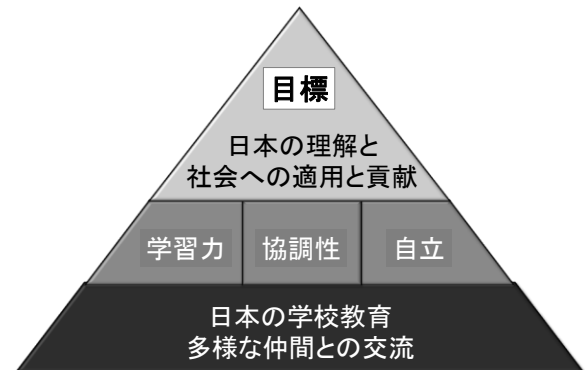 目標
日本の理解と
社会への適用と貢献
学習力 協調性 自立
日本の学校教育
多様な仲間との交流